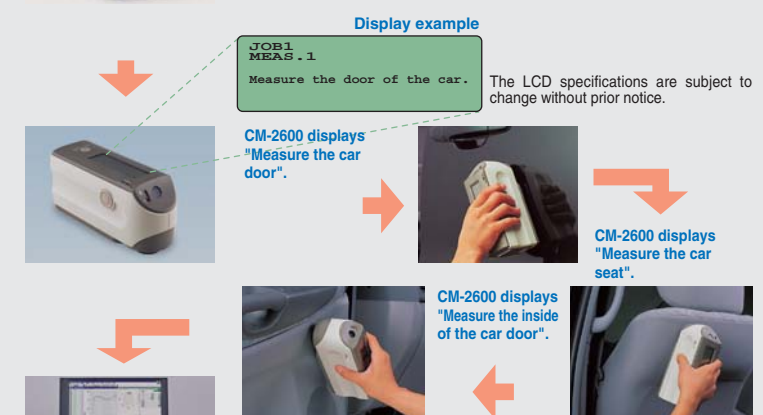 Display example
JOB1
MEAS.1
Measure the door of the car.
The LCD specifications are subject to
change without prior notice.
CM-2600 displays
"Measure the car
door".
CM-2600 displays
"Measure the car
seat".
CM-2600 displays
"Measure the inside
of the car door".